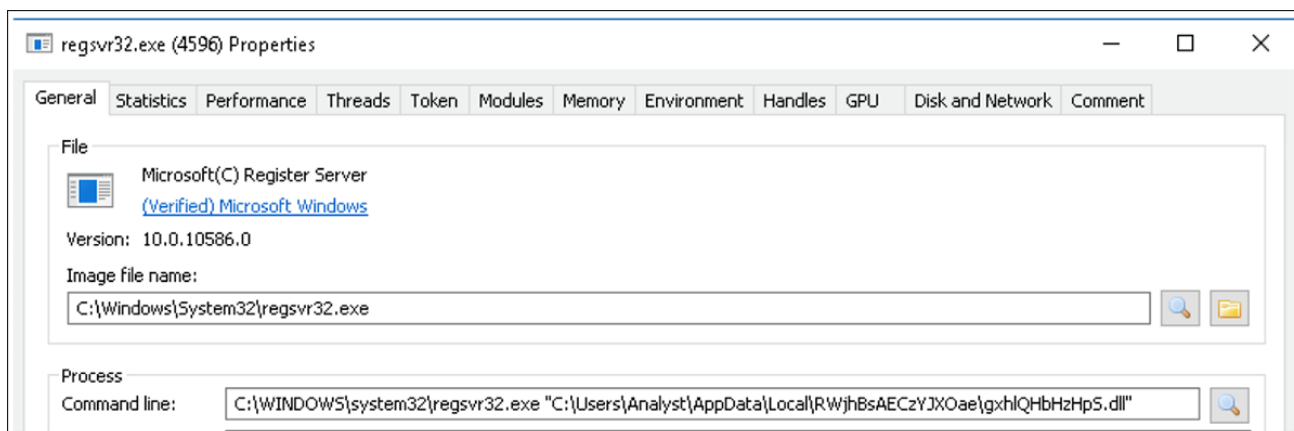 regsvr32.exe (4596) Properties
General Statistics Performance Threads Token Modules Memory Environment Handles GPU Disk and Network Comment
File
Microsoft(C) Register Server
(Verified) Microsoft Windows
Version: 10.0.10586.0
Image file name:
C:\Windows\System32\regsvr32.exe
Process
Command line: C:\WINDOWS\system32\regsvr32.exe "C:\Users\Analyst\AppData\Local\RWjhBsAECzYJXOae\gxhlQHbHzHpS.dll"